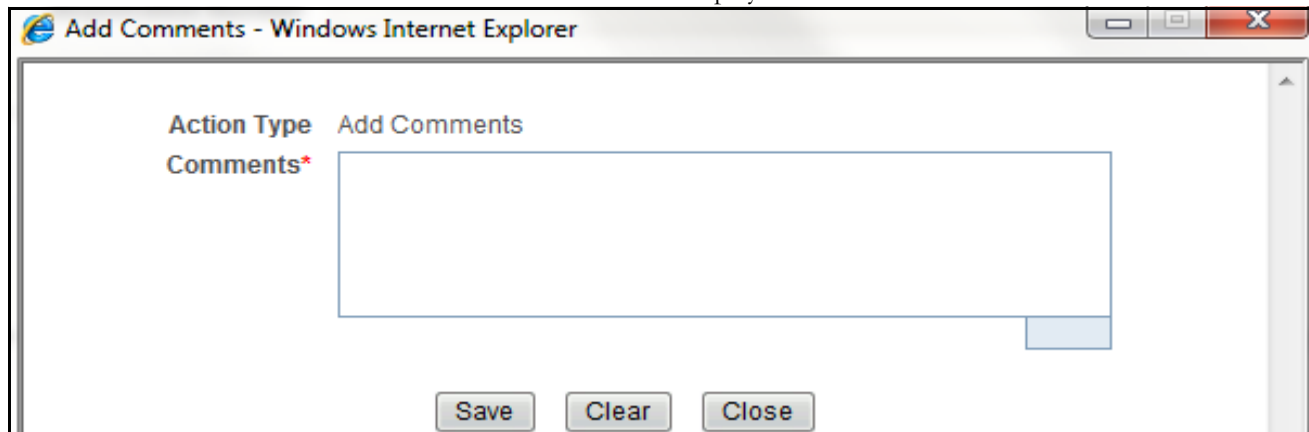 Add Comments - Windows Internet Explorer
Action Type Add Comments
Comments*
Save Clear Close